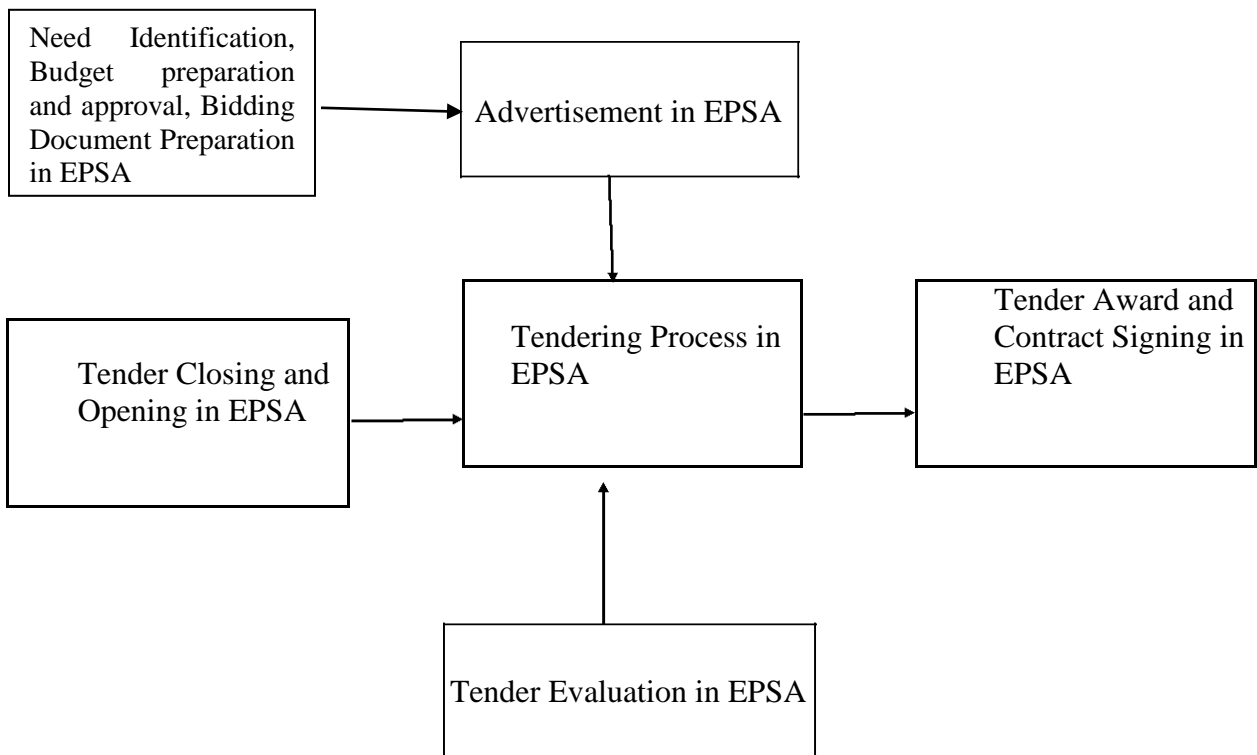 Need Identification,
Budget preparation
and approval, Bidding
Document Preparation
in EPSA
Advertisement in EPSA
Tender Closing and
Opening in EPSA
Tendering Process in
EPSA
Tender Award and
Contract Signing in
EPSA
Tender Evaluation in EPSA